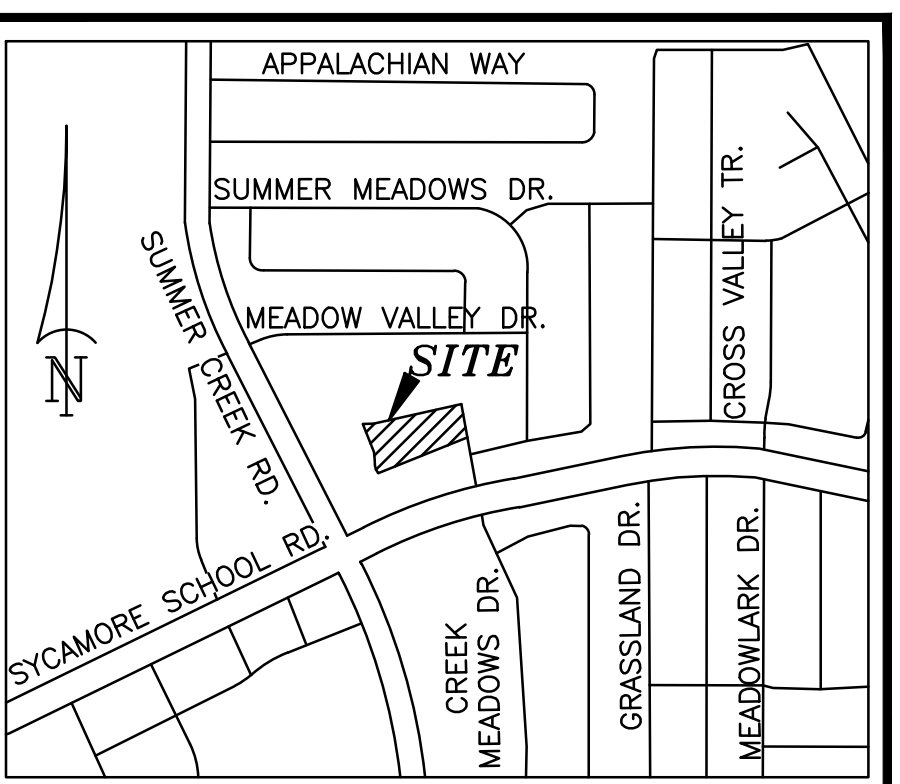 APPALACHIAN WAY
SUMMER MEADOWS DR.
CROSS VALLEY TR.
SUMMER CREEK RD.
MEADOW VALLEY DR.
SITE
N
SYCAMORE SCHOOL RD.
CREEK
MEADOWS DR.
GRASSLAND DR.
MEADOWLARK DR.